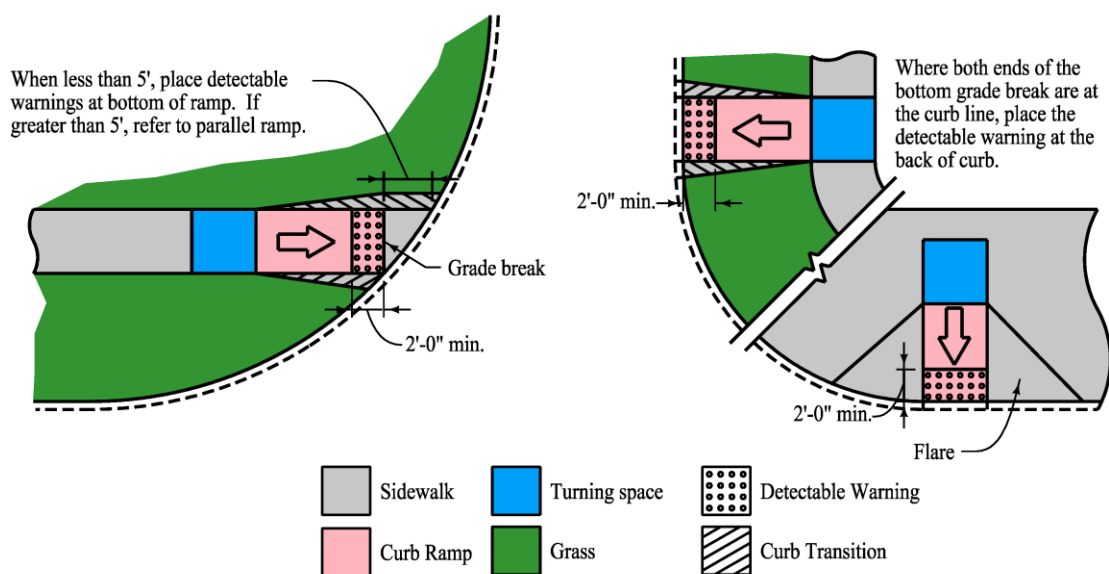 When less than 5', place detectable
warnings at bottom of ramp.  If
greater than 5', refer to parallel ramp.
Grade break
2'-0" min.
Where both ends of the
bottom grade break are at
the curb line, place the
detectable warning at the
back of curb.
2'-0" min.
2'-0" min.
Flare
Sidewalk
Turning space
Detectable Warning
Curb Ramp
Grass
Curb Transition